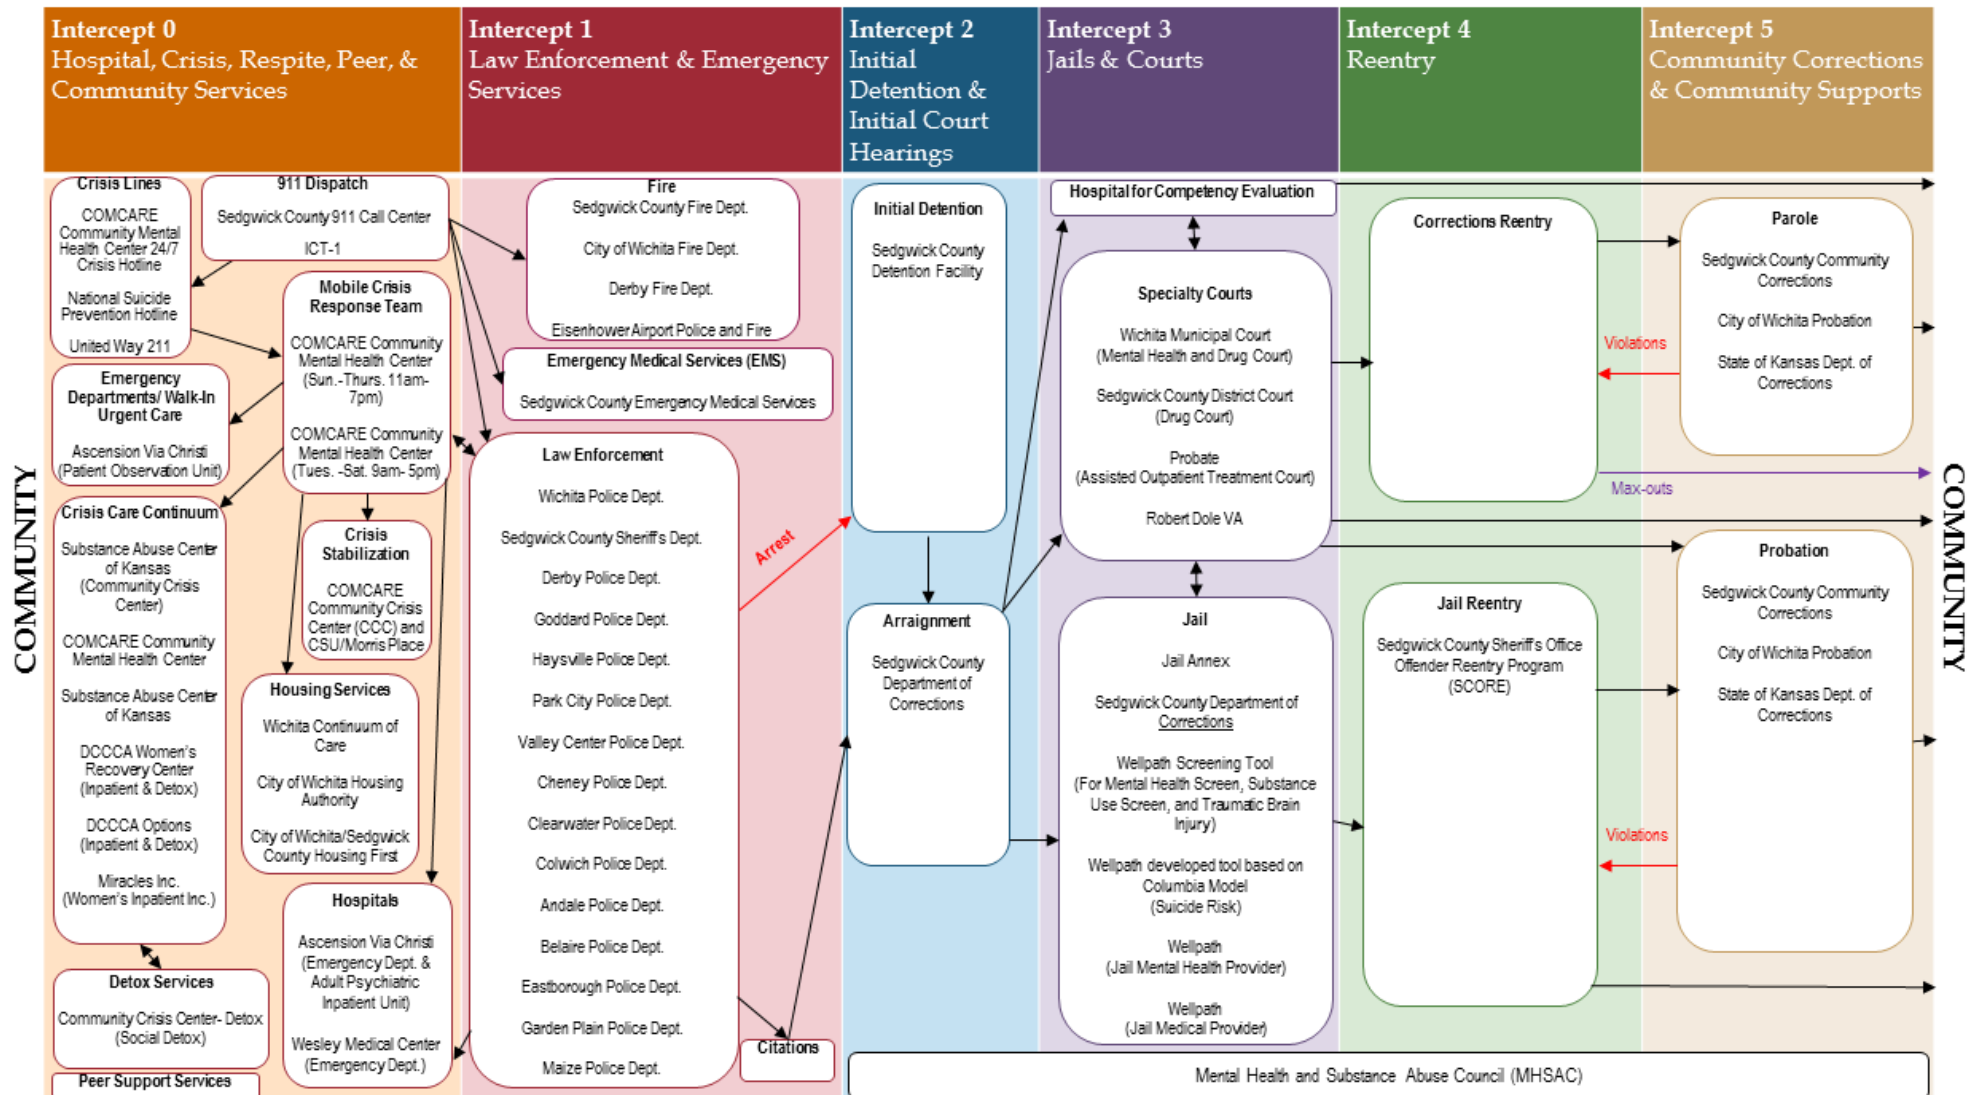 Intercept 0
Hospital, Crisis, Respite, Peer, &
Community Services
Intercept 1
Law Enforcement & Emergency
Services
Intercept 2
Initial
Detention &
Initial Court
Hearings
Intercept 3
Jails & Courts
Intercept 4
Reentry
Intercept 5
Community Corrections
& Community Supports
COMMUNITY
Crisis Lines
COMCARE
Community Mental
Health Center 24/7
Crisis Hotline
National Suicide
Prevention Hotline
United Way 211
911 Dispatch
Sedgwick County 911 Call Center
ICT-1
Mobile Crisis
Response Team
COMCARE Community
Mental Health Center
(Sun.-Thurs. 11am-
7pm)
COMCARE Community
Mental Health Center
(Tues. -Sat. 9am- 5pm)
Emergency
Departments/ Walk-In
Urgent Care
Ascension Via Christi
(Patient Observation Unit)
Crisis Care Continuum
Substance Abuse Center
of Kansas
(Community Crisis
Center)
COMCARE Community
Mental Health Center
Substance Abuse Center
of Kansas
DCCCA Women's
Recovery Center
(Inpatient & Detox)
DCCCA Options
(Inpatient & Detox)
Miracles Inc.
(Women's Inpatient Inc.)
Crisis
Stabilization
COMCARE
Community Crisis
Center (CCC) and
CSU/Morris Place
Housing Services
Wichita Continuum of
Care
City of Wichita Housing
Authority
City of Wichita/Sedgwick
County Housing First
Hospitals
Ascension Via Christi
(Emergency Dept. &
Adult Psychiatric
Inpatient Unit)
Wesley Medical Center
(Emergency Dept.)
Detox Services
Community Crisis Center- Detox
(Social Detox)
Peer Support Services
Fire
Sedgwick County Fire Dept.
City of Wichita Fire Dept.
Derby Fire Dept.
Eisenhower Airport Police and Fire
Emergency Medical Services (EMS)
Sedgwick County Emergency Medical Services
Law Enforcement
Wichita Police Dept.
Sedgwick County Sheriff's Dept.
Derby Police Dept.
Goddard Police Dept.
Haysville Police Dept.
Park City Police Dept.
Valley Center Police Dept.
Cheney Police Dept.
Clearwater Police Dept.
Colwich Police Dept.
Andale Police Dept.
Belaire Police Dept.
Eastborough Police Dept.
Garden Plain Police Dept.
Maize Police Dept.
Arrest
Citations
Initial Detention
Sedgwick County
Detention Facility
Arraignment
Sedgwick County
Department of
Corrections
Hospital for Competency Evaluation
Specialty Courts
Wichita Municipal Court
(Mental Health and Drug Court)
Sedgwick County District Court
(Drug Court)
Probate
(Assisted Outpatient Treatment Court)
Robert Dole VA
Jail
Jail Annex
Sedgwick County Department of
Corrections
Wellpath Screening Tool
(For Mental Health Screen, Substance
Use Screen, and Traumatic Brain
Injury)
Wellpath developed tool based on
Columbia Model
(Suicide Risk)
Wellpath
(Jail Mental Health Provider)
Wellpath
(Jail Medical Provider)
Corrections Reentry
Jail Reentry
Sedgwick County Sheriff's Office
Offender Reentry Program
(SCORE)
Violations
Max-outs
Violations
Parole
Sedgwick County Community
Corrections
City of Wichita Probation
State of Kansas Dept. of
Corrections
Probation
Sedgwick County Community
Corrections
City of Wichita Probation
State of Kansas Dept. of
Corrections
COMMUNITY
Mental Health and Substance Abuse Council (MHSAC)